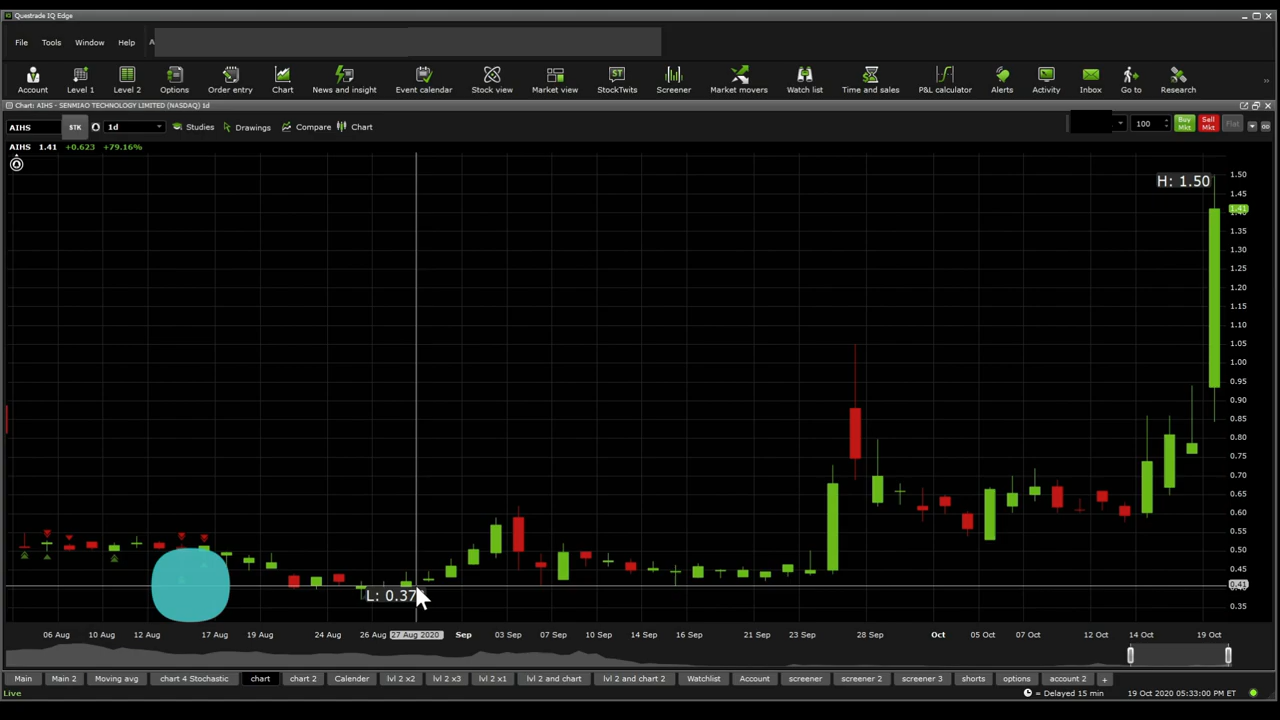 Questrade IQ Edge
File Tools Window Help A
Account Level 1 Level 2 Options Order entry Chart News and insight Event calendar Stock view Market view StockTwits Screener Market movers Watch list Time and sales P&L calculator Alerts Activity Inbox Go to Research
Chart: AIHS - SENMIAO TECHNOLOGY LIMITED (NASDAQ) 1d
AIHS STK 1d Studies Drawings Compare Chart 100 Buy Mkt Sell Mkt Flat
AIHS 1.41 +0.623 +79.16%
H: 1.50
1.50
1.45
1.41
1.35
1.30
1.25
1.20
1.15
1.10
1.05
1.00
0.95
0.90
0.85
0.80
0.75
0.70
0.65
0.60
0.55
0.50
0.45
0.41
0.35
L: 0.37
06 Aug 10 Aug 12 Aug 17 Aug 19 Aug 24 Aug 26 Aug 27 Aug 2020 Sep 03 Sep 07 Sep 10 Sep 14 Sep 16 Sep 21 Sep 23 Sep 28 Sep Oct 05 Oct 07 Oct 12 Oct 14 Oct 19 Oct
Main Main 2 Moving avg chart 4 Stochastic chart chart 2 Calender lvl 2 x2 lvl 2 x3 lvl 2 x1 lvl 2 and chart lvl 2 and chart 2 Watchlist Account screener screener 2 screener 3 shorts options account 2 +
Live = Delayed 15 min 19 Oct 2020 05:33:00 PM ET